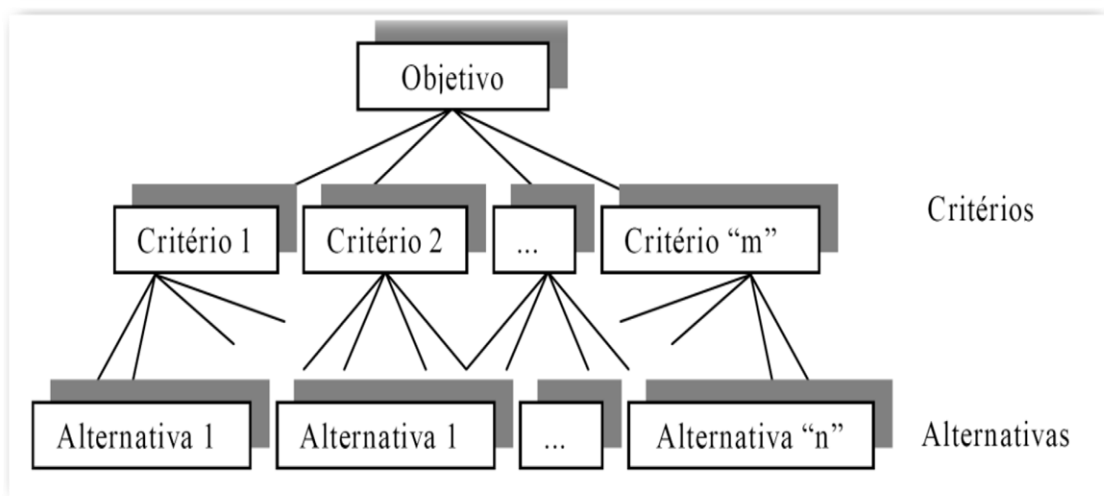 Objetivo
Critérios
Critério 1
Critério 2
...
Critério “m”
Alternativa 1
Alternativa 1
...
Alternativa “n”
Alternativas